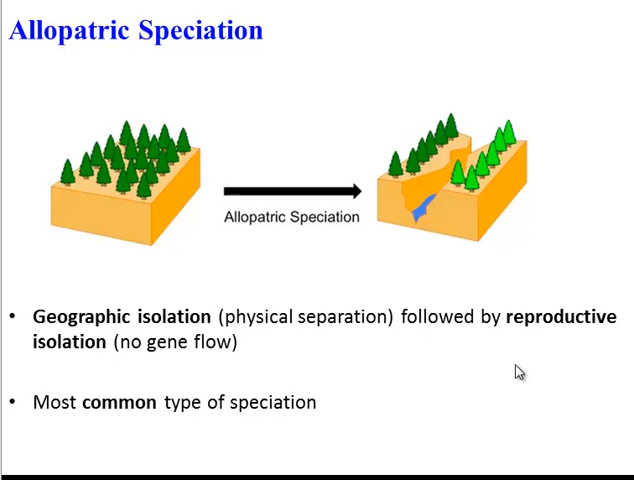 Allopatric Speciation
Allopatric Speciation
• Geographic isolation (physical separation) followed by reproductive
isolation (no gene flow)
• Most common type of speciation